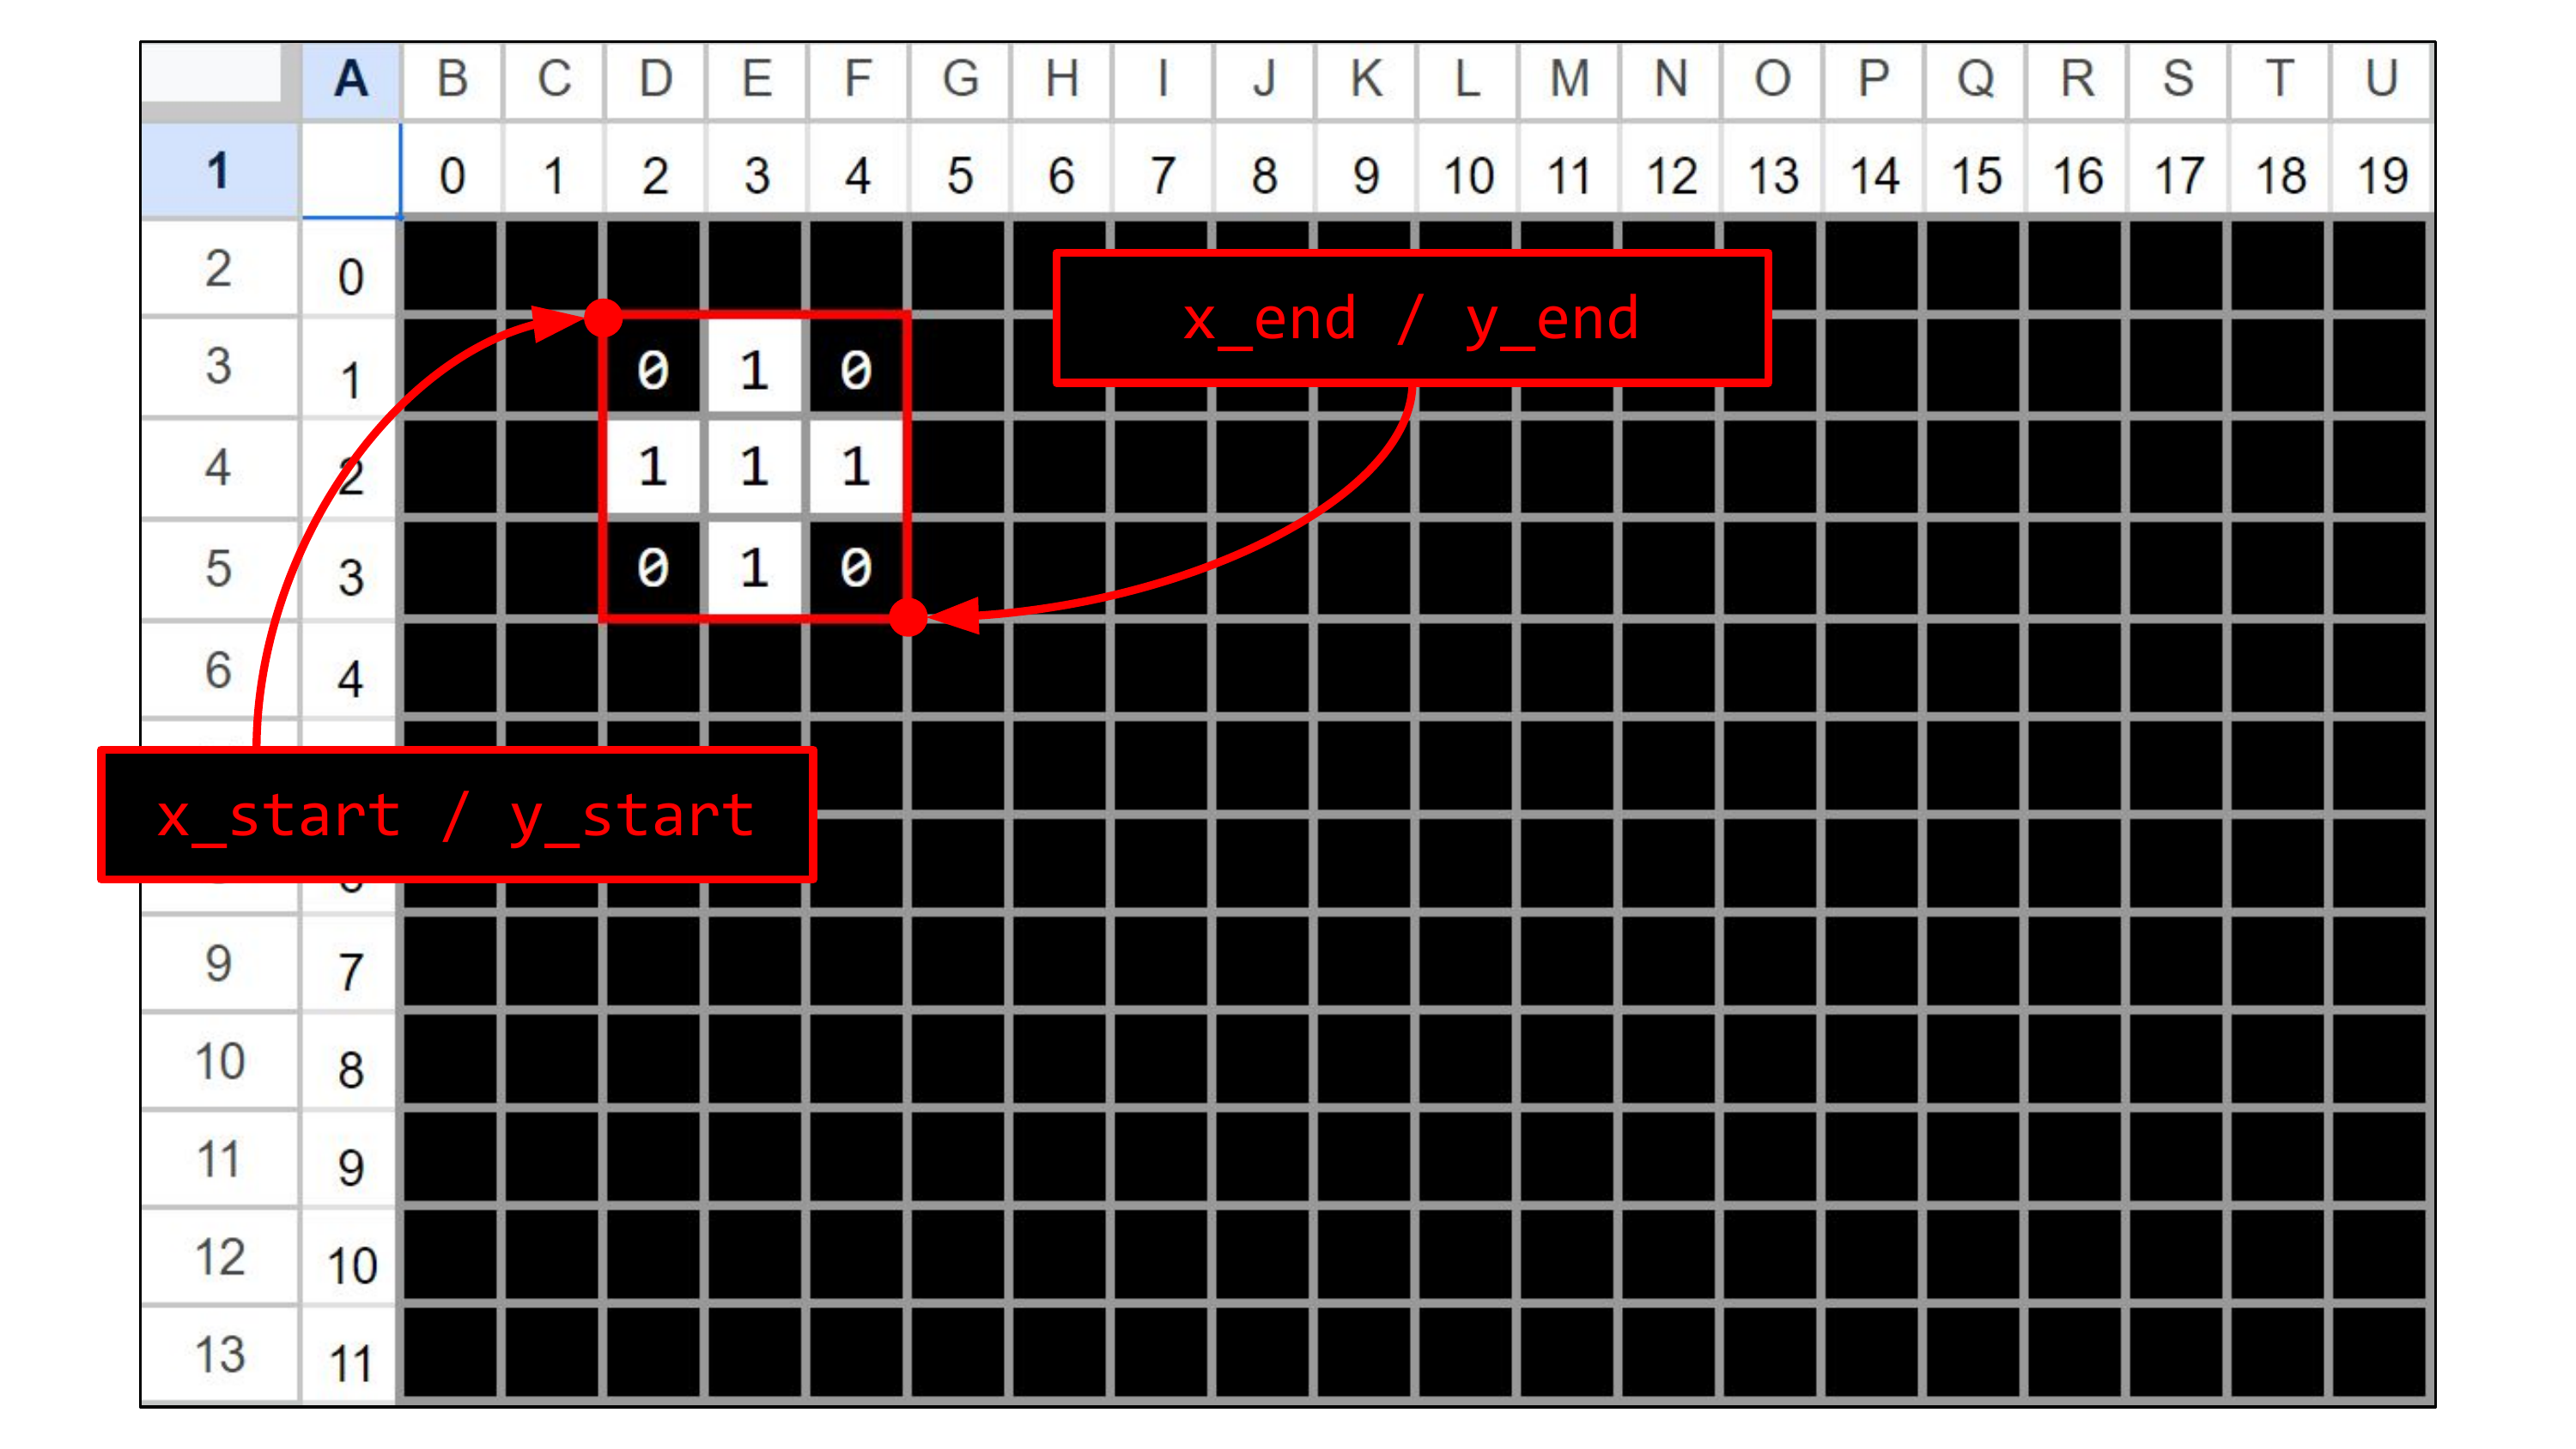 A B C D E F G H I J K L M N O P Q R S T U
1 0 1 2 3 4 5 6 7 8 9 10 11 12 13 14 15 16 17 18 19
2 0
x_end / y_end
3 1 0 1 0
4 2 1 1 1
5 3 0 1 0
6 4
x_start / y_start
9 7
10 8
11 9
12 10
13 11